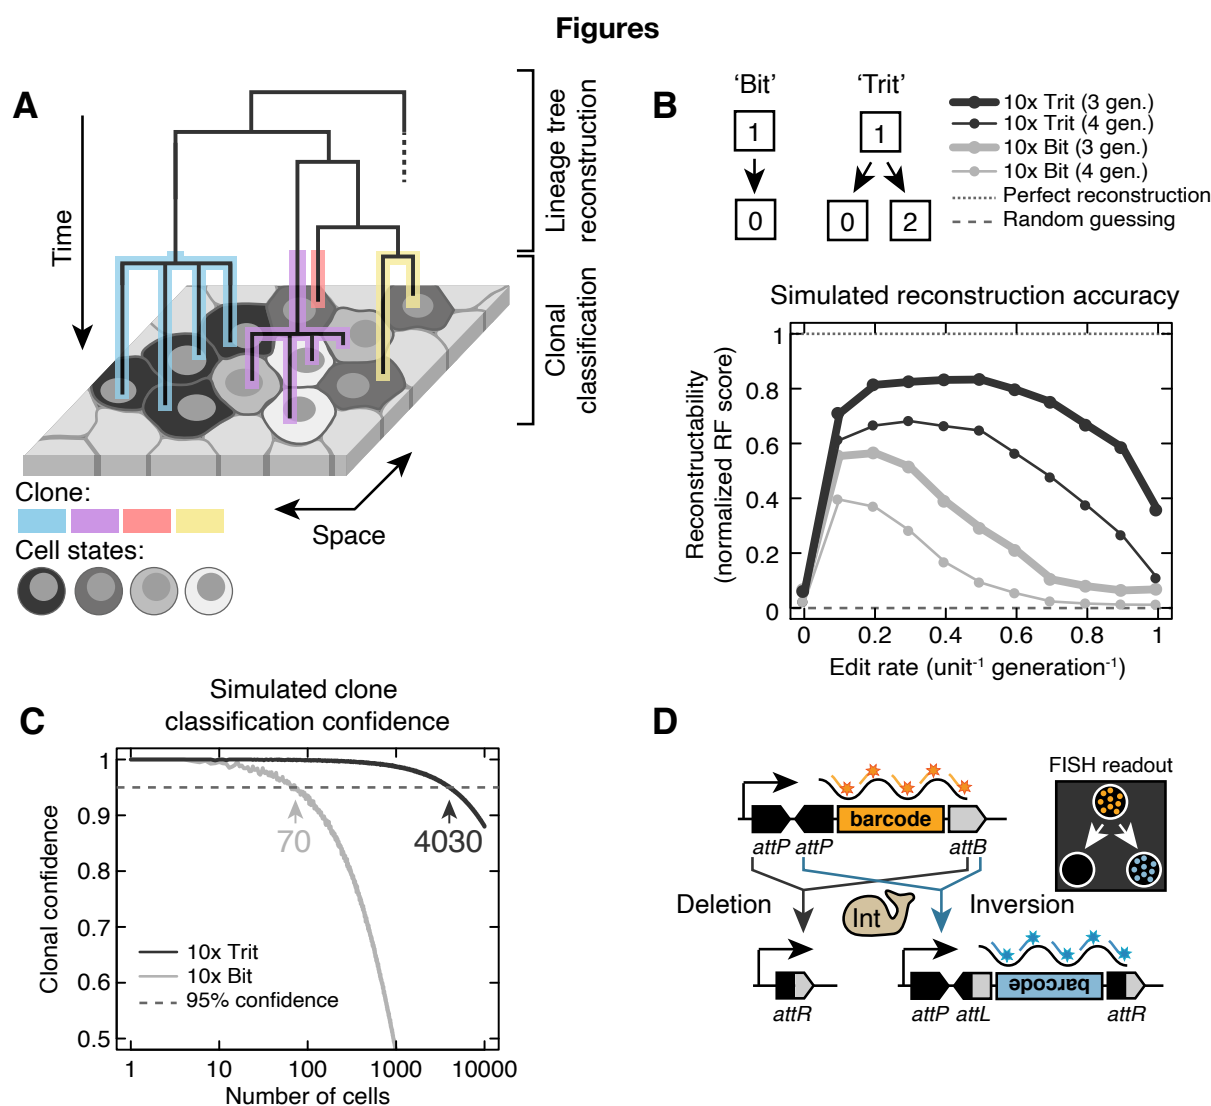 Figures
A
Time
Lineage tree
reconstruction
Clonal
classification
Space
Clone:
Cell states:
B
'Bit'
1
0
'Trit'
1
0
2
10x Trit (3 gen.)
10x Trit (4 gen.)
10x Bit (3 gen.)
10x Bit (4 gen.)
Perfect reconstruction
Random guessing
Simulated reconstruction accuracy
Reconstructability
(normalized RF score)
1
0.8
0.6
0.4
0.2
0
0 0.2 0.4 0.6 0.8 1
Edit rate (unit⁻¹ generation⁻¹)
C
Simulated clone
classification confidence
Clonal confidence
1
0.9
0.8
0.7
0.6
0.5
70
4030
10x Trit
10x Bit
95% confidence
1 10 100 1000 10000
Number of cells
D
FISH readout
barcode
attP attP attB
Deletion
Int
Inversion
barcode
attR
attP attL attR